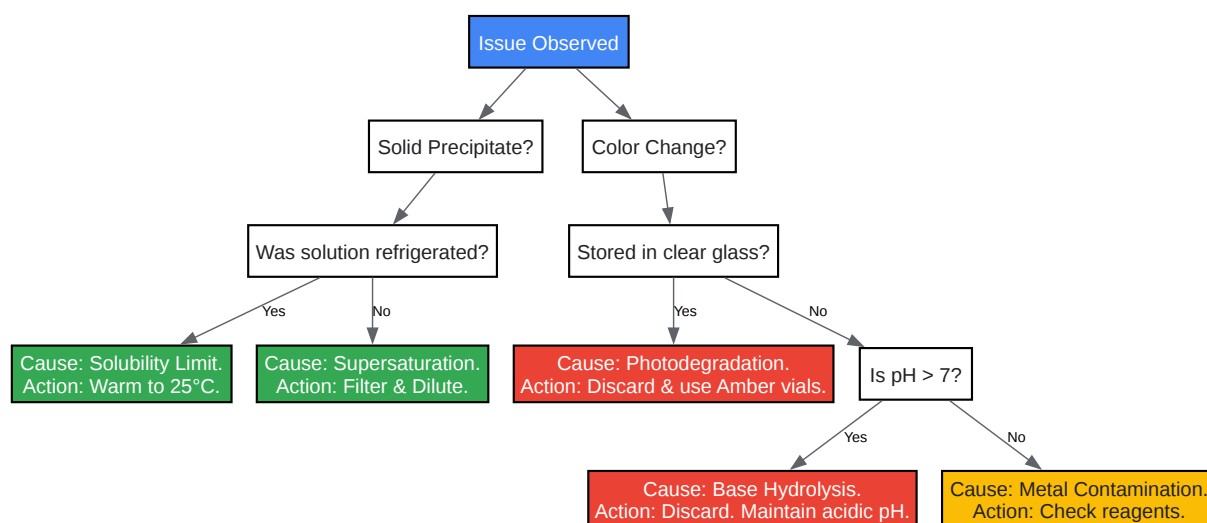 Issue Observed
Solid Precipitate?
Color Change?
Was solution refrigerated?
Stored in clear glass?
Yes
No
Yes
No
Cause: Solubility Limit.
Action: Warm to 25°C.
Cause: Supersaturation.
Action: Filter & Dilute.
Cause: Photodegradation.
Action: Discard & use Amber vials.
Is pH > 7?
Yes
No
Cause: Base Hydrolysis.
Action: Discard. Maintain acidic pH.
Cause: Metal Contamination.
Action: Check reagents.